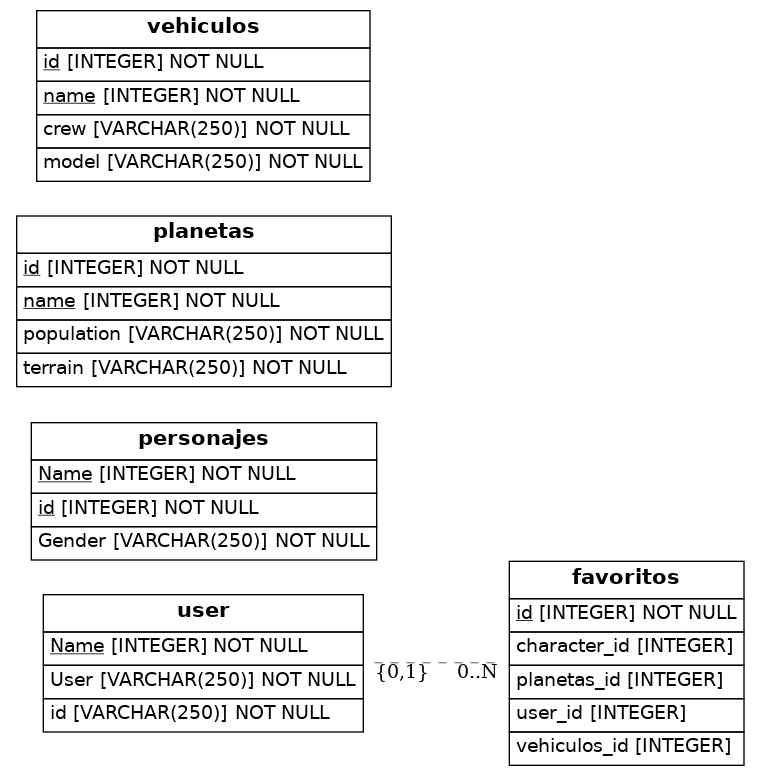 vehiculos
id [INTEGER] NOT NULL
name [INTEGER] NOT NULL
crew [VARCHAR(250)] NOT NULL
model [VARCHAR(250)] NOT NULL
planetas
id [INTEGER] NOT NULL
name [INTEGER] NOT NULL
population [VARCHAR(250)] NOT NULL
terrain [VARCHAR(250)] NOT NULL
personajes
Name [INTEGER] NOT NULL
id [INTEGER] NOT NULL
Gender [VARCHAR(250)] NOT NULL
user
Name [INTEGER] NOT NULL
User [VARCHAR(250)] NOT NULL
id [VARCHAR(250)] NOT NULL
{0,1} 0..N
favoritos
id [INTEGER] NOT NULL
character_id [INTEGER]
planetas_id [INTEGER]
user_id [INTEGER]
vehiculos_id [INTEGER]